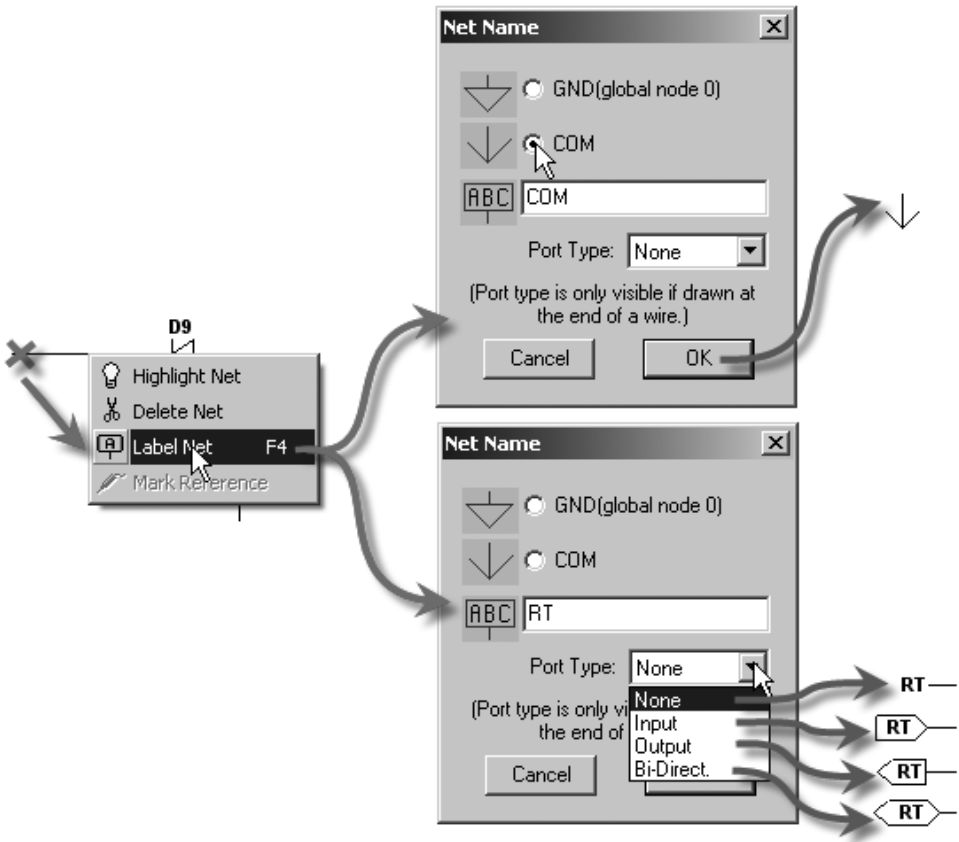 D9
Highlight Net
Delete Net
Label Net F4
Mark Reference
Net Name
GND(global node 0)
COM
ABC COM
Port Type: None
(Port type is only visible if drawn at
the end of a wire.)
Cancel OK
Net Name
GND(global node 0)
COM
ABC RT
Port Type: None
(Port type is only vi
the end of
None
Input
Output
Bi-Direct.
Cancel
RT
RT
RT
RT